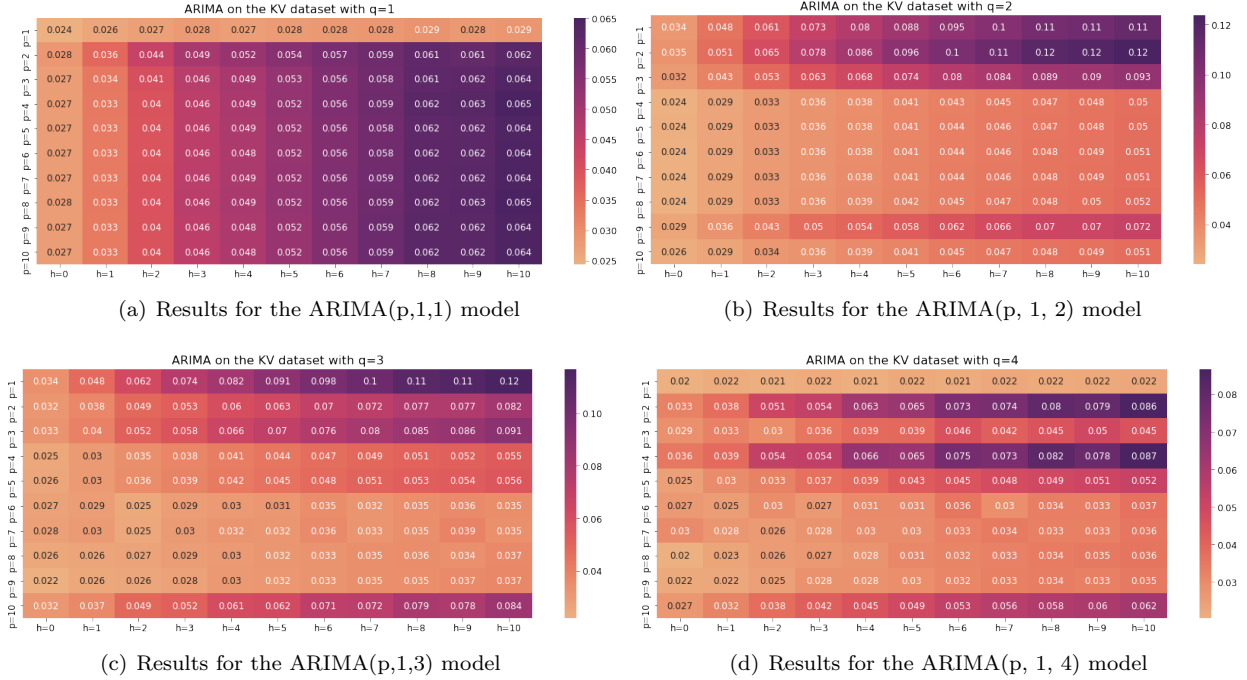 ARIMA on the KV dataset with q=1
p=1 0.024 0.026 0.027 0.028 0.028 0.027 0.028 0.028 0.029 0.028 0.029
p=2 0.028 0.036 0.044 0.049 0.052 0.054 0.057 0.059 0.061 0.061 0.062
p=3 0.027 0.034 0.041 0.046 0.049 0.053 0.056 0.058 0.061 0.062 0.064
p=4 0.027 0.033 0.04 0.046 0.049 0.052 0.056 0.059 0.062 0.063 0.065
p=5 0.027 0.033 0.04 0.046 0.049 0.052 0.056 0.058 0.062 0.062 0.064
p=6 0.027 0.033 0.04 0.046 0.048 0.052 0.056 0.058 0.062 0.062 0.064
p=7 0.027 0.033 0.04 0.046 0.049 0.052 0.056 0.059 0.062 0.062 0.064
p=8 0.028 0.033 0.04 0.046 0.049 0.052 0.056 0.059 0.062 0.063 0.065
p=9 0.027 0.033 0.04 0.046 0.048 0.052 0.056 0.059 0.062 0.062 0.064
p=10 0.027 0.033 0.04 0.046 0.048 0.052 0.056 0.059 0.062 0.062 0.064
h=0 h=1 h=2 h=3 h=4 h=5 h=6 h=7 h=8 h=9 h=10
0.065
0.060
0.055
0.050
0.045
0.040
0.035
0.030
0.025
(a) Results for the ARIMA(p,1,1) model
ARIMA on the KV dataset with q=2
p=1 0.034 0.048 0.061 0.073 0.08 0.088 0.095 0.1 0.11 0.11 0.11
p=2 0.035 0.051 0.065 0.078 0.086 0.096 0.1 0.11 0.12 0.12 0.12
p=3 0.032 0.043 0.053 0.063 0.068 0.074 0.08 0.084 0.089 0.09 0.093
p=4 0.024 0.029 0.033 0.036 0.038 0.041 0.043 0.045 0.047 0.048 0.05
p=5 0.024 0.029 0.033 0.036 0.038 0.041 0.044 0.046 0.047 0.048 0.05
p=6 0.024 0.029 0.033 0.036 0.038 0.041 0.044 0.046 0.048 0.049 0.051
p=7 0.024 0.029 0.033 0.036 0.038 0.041 0.044 0.046 0.048 0.049 0.051
p=8 0.024 0.029 0.033 0.036 0.039 0.042 0.045 0.047 0.048 0.05 0.052
p=9 0.029 0.036 0.043 0.05 0.054 0.058 0.062 0.066 0.07 0.07 0.072
p=10 0.026 0.029 0.034 0.036 0.039 0.041 0.045 0.047 0.048 0.049 0.051
h=0 h=1 h=2 h=3 h=4 h=5 h=6 h=7 h=8 h=9 h=10
0.12
0.10
0.08
0.06
0.04
(b) Results for the ARIMA(p, 1, 2) model
ARIMA on the KV dataset with q=3
p=1 0.034 0.048 0.062 0.074 0.082 0.091 0.098 0.1 0.11 0.11 0.12
p=2 0.032 0.038 0.049 0.053 0.06 0.063 0.07 0.072 0.077 0.077 0.082
p=3 0.033 0.04 0.052 0.058 0.066 0.07 0.076 0.08 0.085 0.086 0.091
p=4 0.025 0.03 0.035 0.038 0.041 0.044 0.047 0.049 0.051 0.052 0.055
p=5 0.026 0.03 0.036 0.039 0.042 0.045 0.048 0.051 0.053 0.054 0.056
p=6 0.027 0.029 0.025 0.029 0.03 0.031 0.035 0.032 0.035 0.036 0.035
p=7 0.028 0.03 0.025 0.03 0.032 0.032 0.036 0.033 0.035 0.039 0.035
p=8 0.026 0.026 0.027 0.029 0.03 0.032 0.033 0.035 0.036 0.034 0.037
p=9 0.022 0.026 0.026 0.028 0.03 0.032 0.033 0.035 0.035 0.037 0.037
p=10 0.032 0.037 0.049 0.052 0.061 0.062 0.071 0.072 0.079 0.078 0.084
h=0 h=1 h=2 h=3 h=4 h=5 h=6 h=7 h=8 h=9 h=10
0.10
0.08
0.06
0.04
(c) Results for the ARIMA(p,1,3) model
ARIMA on the KV dataset with q=4
p=1 0.02 0.022 0.021 0.022 0.021 0.022 0.021 0.022 0.022 0.022 0.022
p=2 0.033 0.038 0.051 0.054 0.063 0.065 0.073 0.074 0.08 0.079 0.086
p=3 0.029 0.033 0.03 0.036 0.039 0.039 0.046 0.042 0.045 0.05 0.045
p=4 0.036 0.039 0.054 0.054 0.066 0.065 0.075 0.073 0.082 0.078 0.087
p=5 0.025 0.03 0.033 0.037 0.039 0.043 0.045 0.048 0.049 0.051 0.052
p=6 0.027 0.03 0.026 0.027 0.031 0.031 0.036 0.03 0.034 0.037 0.036
p=7 0.03 0.028 0.026 0.028 0.03 0.03 0.033 0.034 0.033 0.033 0.036
p=8 0.02 0.023 0.026 0.027 0.028 0.031 0.032 0.033 0.034 0.035 0.036
p=9 0.022 0.022 0.025 0.028 0.028 0.03 0.032 0.033 0.034 0.033 0.035
p=10 0.027 0.032 0.038 0.042 0.045 0.049 0.053 0.056 0.058 0.06 0.062
h=0 h=1 h=2 h=3 h=4 h=5 h=6 h=7 h=8 h=9 h=10
0.08
0.07
0.06
0.05
0.04
0.03
(d) Results for the ARIMA(p, 1, 4) model